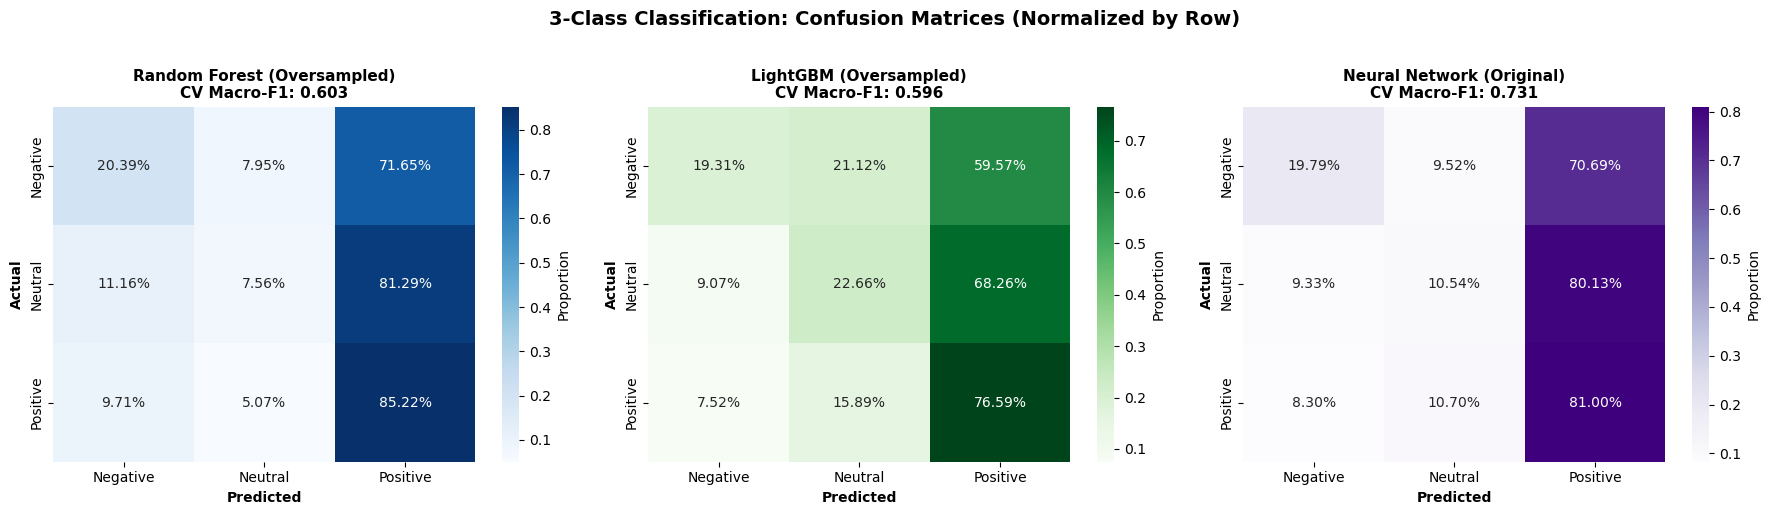 3-Class Classification: Confusion Matrices (Normalized by Row)
Random Forest (Oversampled)
CV Macro-F1: 0.603
Actual
Negative
Neutral
Positive
20.39% 7.95% 71.65%
11.16% 7.56% 81.29%
9.71% 5.07% 85.22%
Negative Neutral Positive
Predicted
0.8
0.7
0.6
0.5
0.4
0.3
0.2
0.1
Proportion
LightGBM (Oversampled)
CV Macro-F1: 0.596
Actual
Negative
Neutral
Positive
19.31% 21.12% 59.57%
9.07% 22.66% 68.26%
7.52% 15.89% 76.59%
Negative Neutral Positive
Predicted
0.7
0.6
0.5
0.4
0.3
0.2
0.1
Proportion
Neural Network (Original)
CV Macro-F1: 0.731
Actual
Negative
Neutral
Positive
19.79% 9.52% 70.69%
9.33% 10.54% 80.13%
8.30% 10.70% 81.00%
Negative Neutral Positive
Predicted
0.8
0.7
0.6
0.5
0.4
0.3
0.2
0.1
Proportion